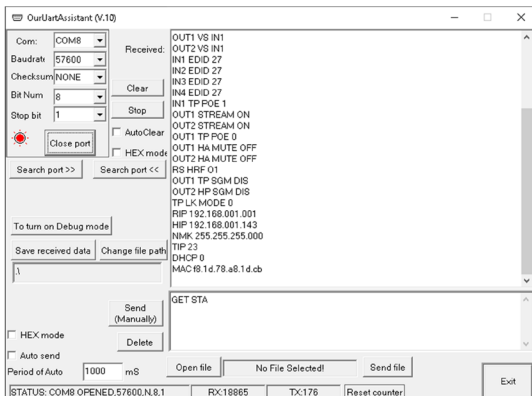 OurUartAssistant (V.10)
Com: COM8
Baudrate 57600
Checksum NONE
Bit Num 8
Stop bit 1
Close port
Search port >> Search port <<
Received:
Clear
Stop
AutoClear
HEX mode
To turn on Debug mode
Save received data Change file path
.\
OUT1 VS IN1
OUT2 VS IN1
IN1 EDID 27
IN2 EDID 27
IN3 EDID 27
IN4 EDID 27
IN1 TP POE 1
OUT1 STREAM ON
OUT2 STREAM ON
OUT1 TP POE 0
OUT1 HA MUTE OFF
OUT2 HA MUTE OFF
RS HRF O1
OUT1 TP SGM DIS
OUT2 HP SGM DIS
TP LK MODE 0
RIP 192.168.001.001
HIP 192.168.001.143
NMK 255.255.255.000
TIP 23
DHCP 0
MAC f8.1d.78.a8.1d.cb
Send (Manually)
Delete
GET STA
HEX mode
Auto send
Period of Auto 1000 mS
Open file No File Selected! Send file
Exit
STATUS: COM8 OPENED,57600,N,8,1 RX:18865 TX:176 Reset counter